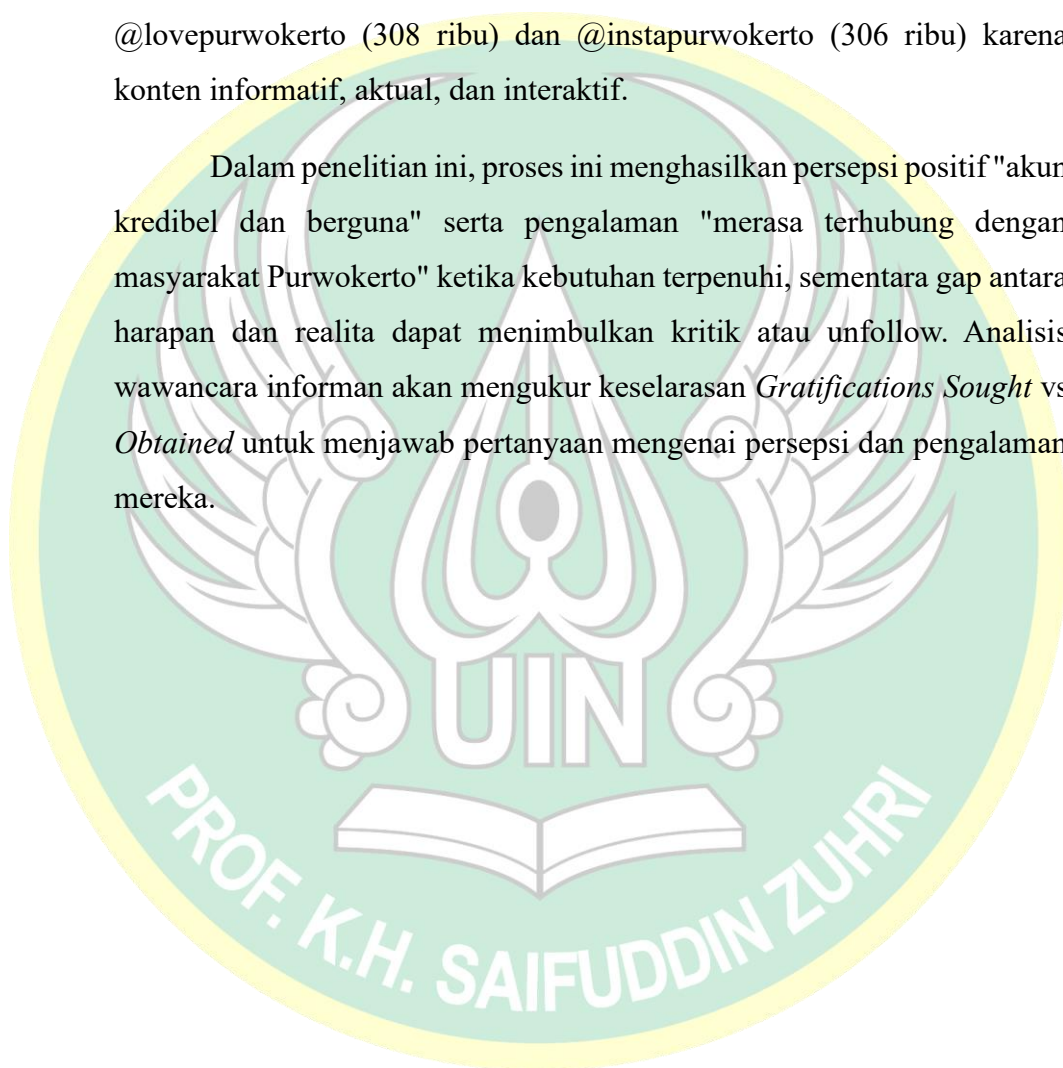 @lovepurwokerto (308 ribu) dan @instapurwokerto (306 ribu) karena
konten informatif, aktual, dan interaktif.
Dalam penelitian ini, proses ini menghasilkan persepsi positif "akun
kredibel dan berguna" serta pengalaman "merasa terhubung dengan
masyarakat Purwokerto" ketika kebutuhan terpenuhi, sementara gap antara
harapan dan realita dapat menimbulkan kritik atau unfollow. Analisis
wawancara informan akan mengukur keselarasan Gratifications Sought vs
Obtained untuk menjawab pertanyaan mengenai persepsi dan pengalaman
mereka.
UIN
PROF. K.H. SAIFUDDIN ZUHRI